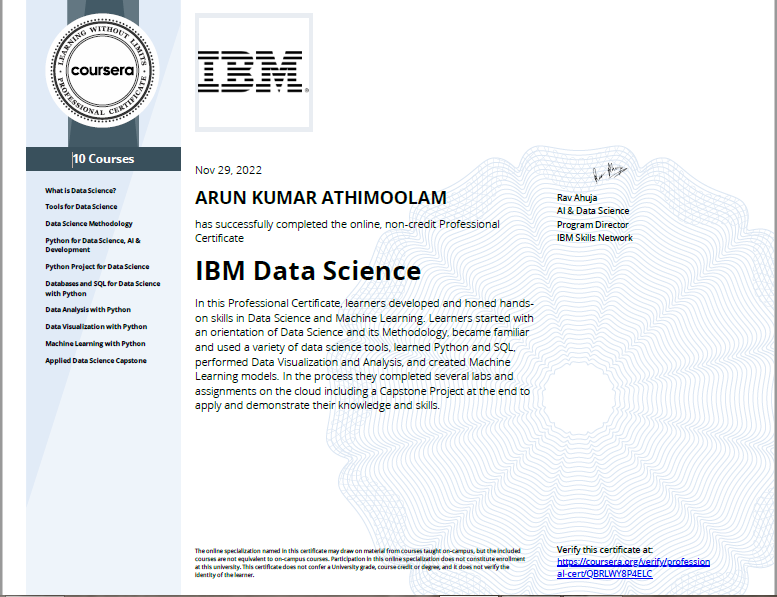 LEARNING WITHOUT LIMITS
coursera
PROFESSIONAL CERTIFICATE
IBM
10 Courses
What is Data Science?
Tools for Data Science
Data Science Methodology
Python for Data Science, AI &
Development
Python Project for Data Science
Databases and SQL for Data Science
with Python
Data Analysis with Python
Data Visualization with Python
Machine Learning with Python
Applied Data Science Capstone
Nov 29, 2022
ARUN KUMAR ATHIMOOLAM
has successfully completed the online, non-credit Professional
Certificate
IBM Data Science
In this Professional Certificate, learners developed and honed hands-
on skills in Data Science and Machine Learning. Learners started with
an orientation of Data Science and its Methodology, became familiar
and used a variety of data science tools, learned Python and SQL,
performed Data Visualization and Analysis, and created Machine
Learning models. In the process they completed several labs and
assignments on the cloud including a Capstone Project at the end to
apply and demonstrate their knowledge and skills.
Rav Ahuja
AI & Data Science
Program Director
IBM Skills Network
The online specialization named in this certificate may draw on material from courses taught on-campus, but the included
courses are not equivalent to on-campus courses. Participation in this online specialization does not constitute enrollment
at this university. This certificate does not confer a University grade, course credit or degree, and it does not verify the
identity of the learner.
Verify this certificate at:
https://coursera.org/verify/profession
al-cert/QBRLWY8P4ELC